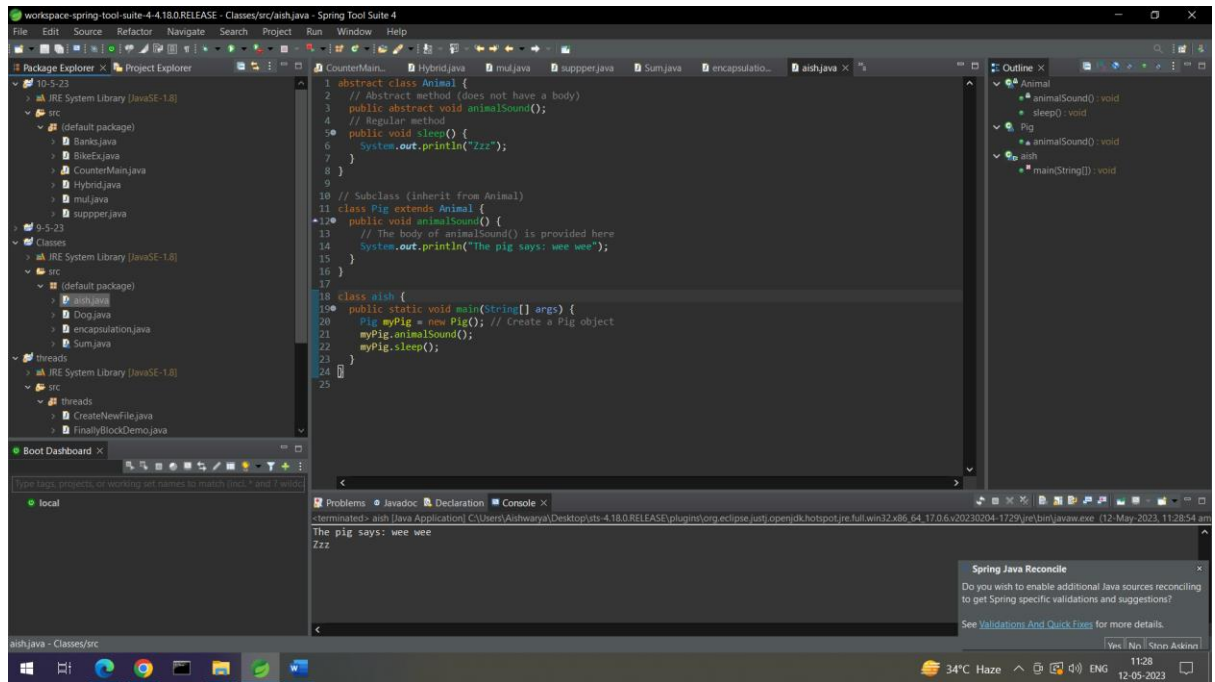 workspace-spring-tool-suite-4-4.18.0.RELEASE - Classes/src/aish.java - Spring Tool Suite 4
File Edit Source Refactor Navigate Search Project Run Window Help
Package Explorer
Project Explorer
10-5-23
JRE System Library [JavaSE-1.8]
src
(default package)
Banks.java
BikeEx.java
CounterMain.java
Hybrid.java
mul.java
suppper.java
9-5-23
Classes
JRE System Library [JavaSE-1.8]
src
(default package)
aish.java
Dog.java
encapsulation.java
Sum.java
threads
JRE System Library [JavaSE-1.8]
src
threads
CreateNewFile.java
FinallyBlockDemo.java
Boot Dashboard
Type tags, projects, or working set names to match (incl. * and ? wildc
local
CounterMain... Hybrid.java mul.java suppper.java Sum.java encapsulatio... aish.java
1 abstract class Animal {
2 // Abstract method (does not have a body)
3 public abstract void animalSound();
4 // Regular method
5 public void sleep() {
6 System.out.println("Zzz");
7 }
8 }
9
10 // Subclass (inherit from Animal)
11 class Pig extends Animal {
12 public void animalSound() {
13 // The body of animalSound() is provided here
14 System.out.println("The pig says: wee wee");
15 }
16 }
17
18 class aish {
19 public static void main(String[] args) {
20 Pig myPig = new Pig(); // Create a Pig object
21 myPig.animalSound();
22 myPig.sleep();
23 }
24 }
25
Outline
Animal
animalSound() : void
sleep() : void
Pig
animalSound() : void
aish
main(String[]) : void
Problems Javadoc Declaration Console
<terminated> aish [Java Application] C:\Users\Aishwarya\Desktop\sts-4.18.0.RELEASE\plugins\org.eclipse.justj.openjdk.hotspot.jre.full.win32.x86_64_17.0.6.v20230204-1729\jre\bin\javaw.exe (12-May-2023, 11:28:54 am
The pig says: wee wee
Zzz
Spring Java Reconcile
Do you wish to enable additional Java sources reconciling
to get Spring specific validations and suggestions?
See Validations And Quick Fixes for more details.
Yes No Stop Asking
aish.java - Classes/src
34°C Haze ENG 11:28
12-05-2023